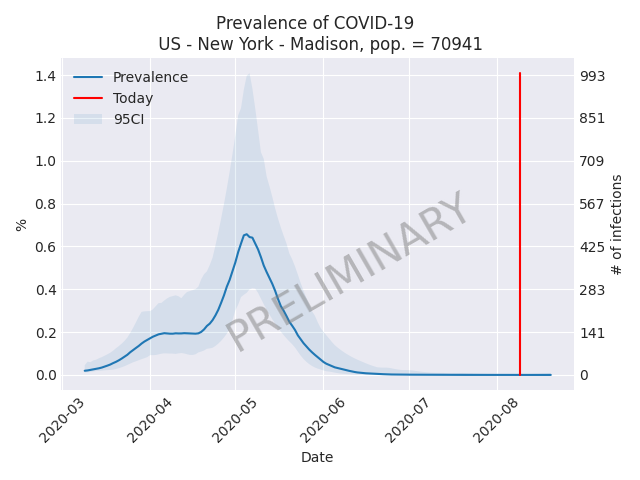 Prevalence of COVID-19
US - New York - Madison, pop. = 70941
Prevalence
Today
95CI
1.4
1.2
1.0
0.8
0.6
0.4
0.2
0.0
%
993
851
709
567
425
283
141
0
# of infections
PRELIMINARY
2020-03
2020-04
2020-05
2020-06
2020-07
2020-08
Date